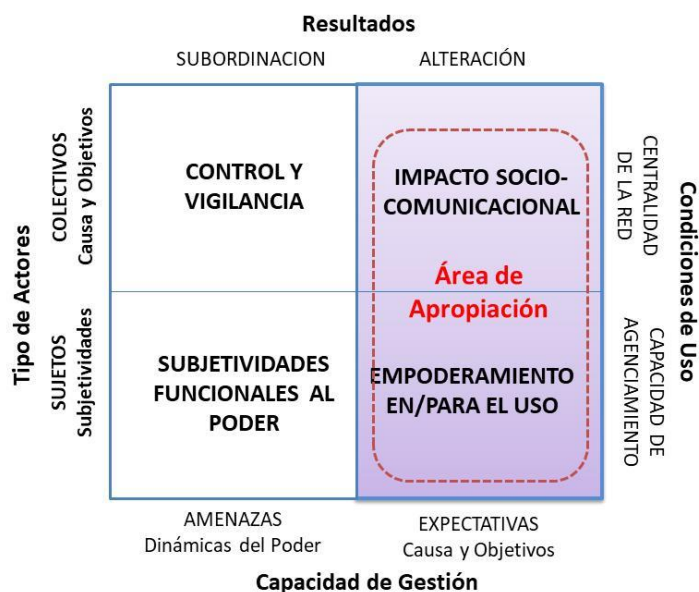 Resultados
SUBORDINACION
ALTERACIÓN
Tipo de Actores
COLECTIVOS
Causa y Objetivos
SUJETOS
Subjetividades
CONTROL Y
VIGILANCIA
IMPACTO SOCIO-
COMUNICACIONAL
Área de
Apropiación
SUBJETIVIDADES
FUNCIONALES AL
PODER
EMPODERAMIENTO
EN/PARA EL USO
CENTRALIDAD
DE LA RED
CAPACIDAD DE
AGENCIAMIENTO
Condiciones de Uso
AMENAZAS
Dinámicas del Poder
EXPECTATIVAS
Causa y Objetivos
Capacidad de Gestión